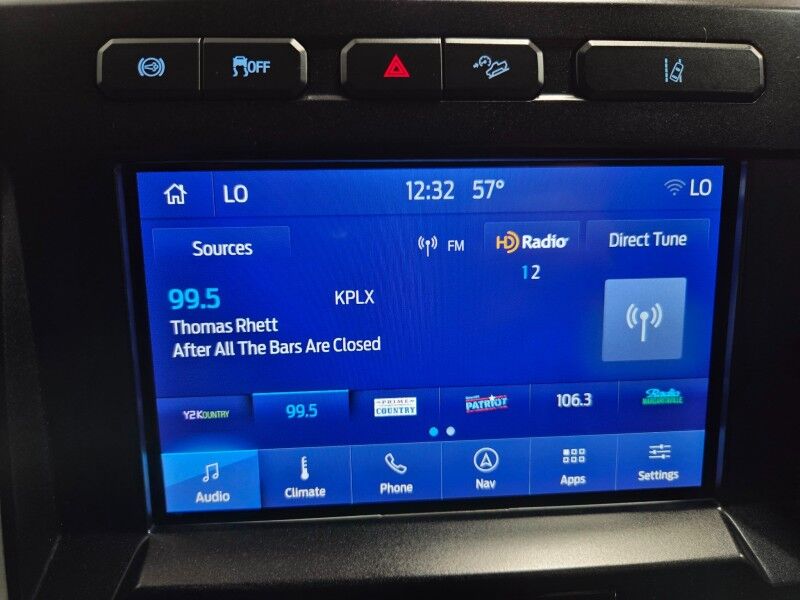 OFF
LO 12:32 57° LO
Sources FM HD Radio Direct Tune
1 2
99.5 KPLX
Thomas Rhett
After All The Bars Are Closed
Y2KOUNTRY 99.5 PRIME COUNTRY PATRIOT 106.3 Radio MARGARITAVILLE
Audio Climate Phone Nav Apps Settings